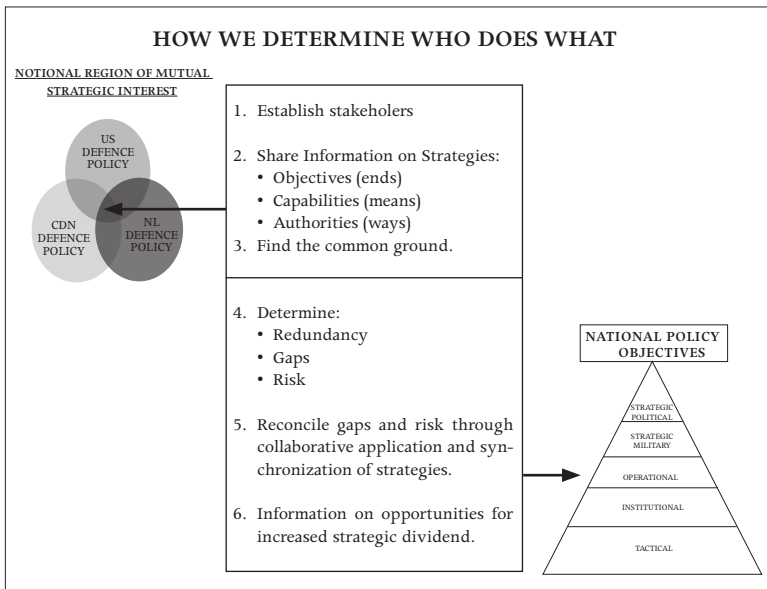 HOW WE DETERMINE WHO DOES WHAT
NOTIONAL REGION OF MUTUAL
STRATEGIC INTEREST
US
DEFENCE
POLICY
CDN
DEFENCE
POLICY
NL
DEFENCE
POLICY
1. Establish stakeholers
2. Share Information on Strategies:
• Objectives (ends)
• Capabilities (means)
• Authorities (ways)
3. Find the common ground.
4. Determine:
• Redundancy
• Gaps
• Risk
5. Reconcile gaps and risk through
collaborative application and syn-
chronization of strategies.
6. Information on opportunities for
increased strategic dividend.
NATIONAL POLICY
OBJECTIVES
STRATEGIC
POLITICAL
STRATEGIC
MILITARY
OPERATIONAL
INSTITUTIONAL
TACTICAL